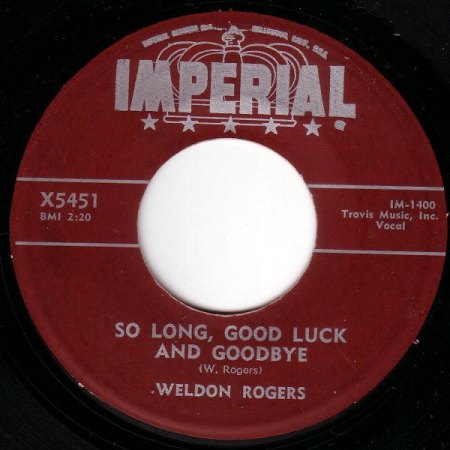 IMPERIAL
X5451
BMI 2:20
IM-1400
Travis Music, Inc.
Vocal
SO LONG, GOOD LUCK
AND GOODBYE
(W. Rogers)
WELDON ROGERS